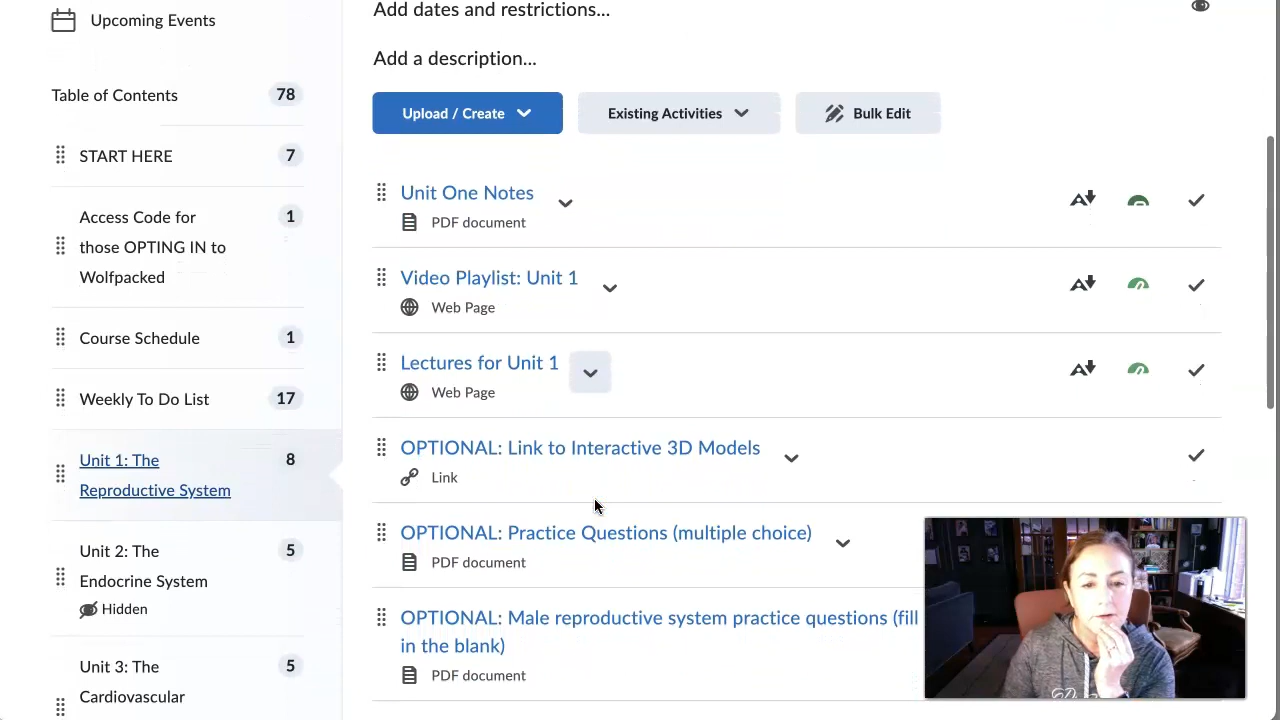 Upcoming Events
Table of Contents 78
START HERE 7
Access Code for 1
those OPTING IN to
Wolfpacked
Course Schedule 1
Weekly To Do List 17
Unit 1: The 8
Reproductive System
Unit 2: The 5
Endocrine System
Hidden
Unit 3: The 5
Cardiovascular
Add dates and restrictions...
Add a description...
Upload / Create Existing Activities Bulk Edit
Unit One Notes
PDF document
Video Playlist: Unit 1
Web Page
Lectures for Unit 1
Web Page
OPTIONAL: Link to Interactive 3D Models
Link
OPTIONAL: Practice Questions (multiple choice)
PDF document
OPTIONAL: Male reproductive system practice questions (fill
in the blank)
PDF document